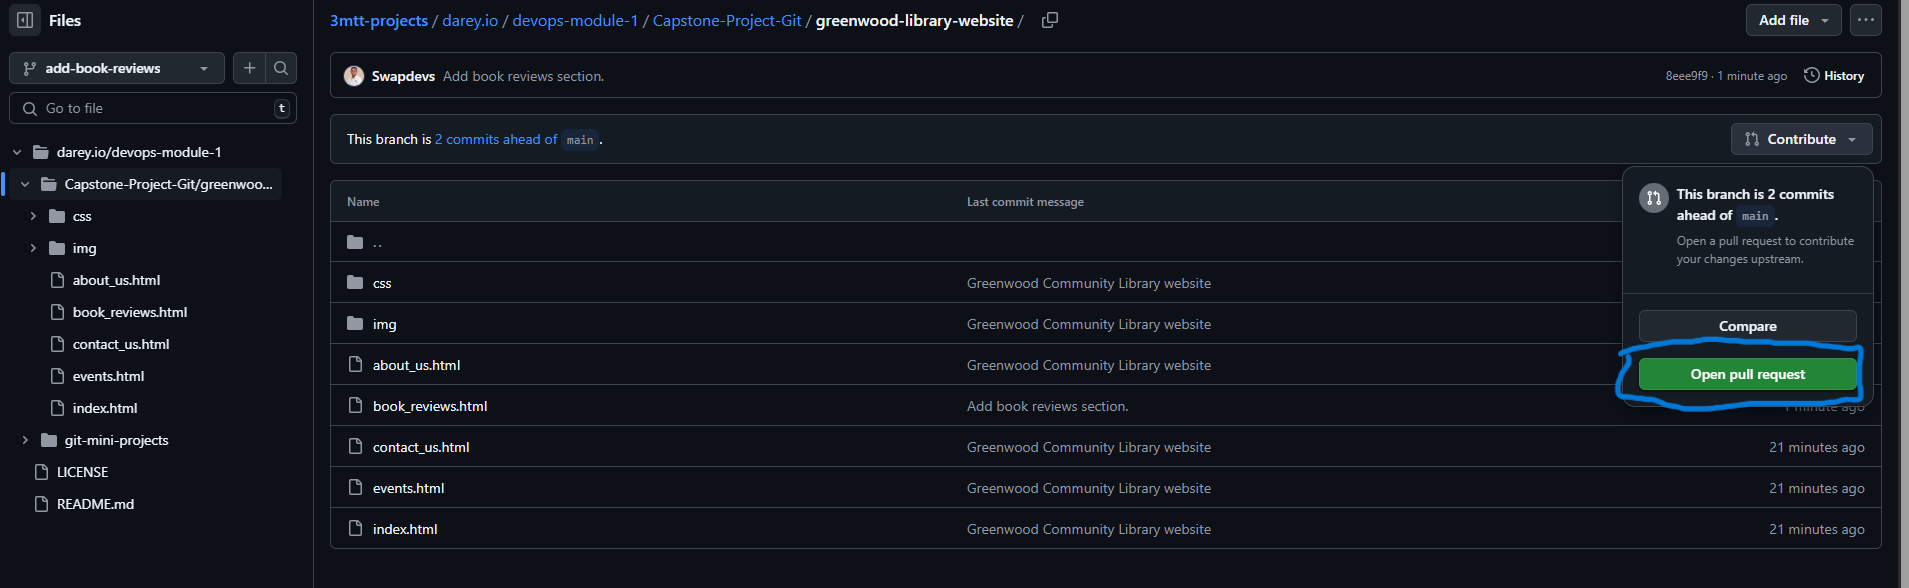 Files
add-book-reviews
Go to file
t
darey.io/devops-module-1
Capstone-Project-Git/greenwoo...
css
img
about_us.html
book_reviews.html
contact_us.html
events.html
index.html
git-mini-projects
LICENSE
README.md
3mtt-projects / darey.io / devops-module-1 / Capstone-Project-Git / greenwood-library-website /
Add file
Swapdevs Add book reviews section.
8eee9f9 · 1 minute ago
History
This branch is 2 commits ahead of main .
Contribute
This branch is 2 commits
ahead of main .
Open a pull request to contribute
your changes upstream.
Compare
Open pull request
Name Last commit message
..
css Greenwood Community Library website
img Greenwood Community Library website
about_us.html Greenwood Community Library website
book_reviews.html Add book reviews section. 1 minute ago
contact_us.html Greenwood Community Library website 21 minutes ago
events.html Greenwood Community Library website 21 minutes ago
index.html Greenwood Community Library website 21 minutes ago